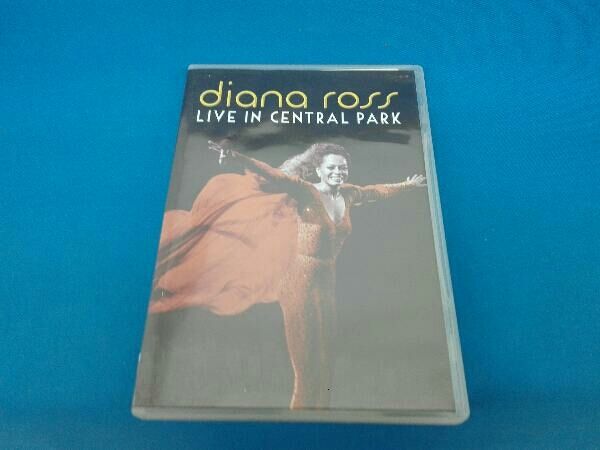 diana ross
LIVE IN CENTRAL PARK